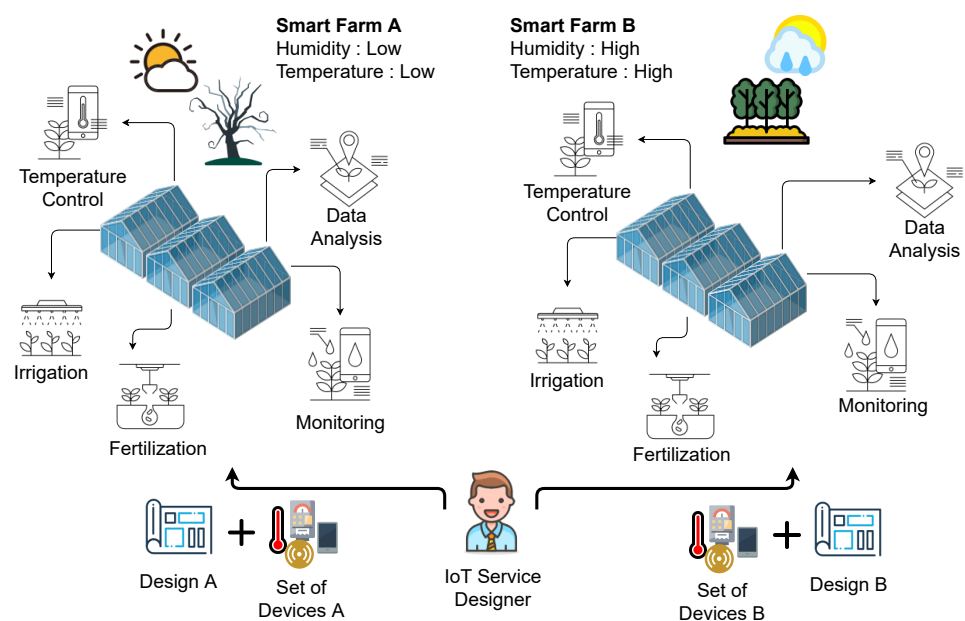 Smart Farm A
Humidity : Low
Temperature : Low
Smart Farm B
Humidity : High
Temperature : High
Temperature
Control
Data
Analysis
Irrigation
Fertilization
Monitoring
Temperature
Control
Data
Analysis
Irrigation
Fertilization
Monitoring
Design A
Set of
Devices A
IoT Service
Designer
Set of
Devices B
Design B